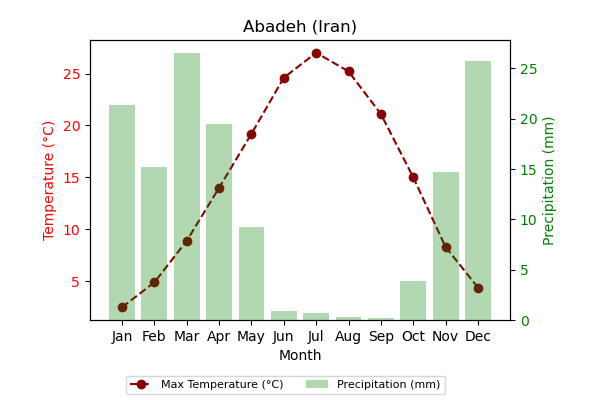 Abadeh (Iran)
Temperature (°C)
25
20
15
10
5
25
20
15
10
5
0
Precipitation (mm)
Jan Feb Mar Apr May Jun Jul Aug Sep Oct Nov Dec
Month
Max Temperature (°C) Precipitation (mm)